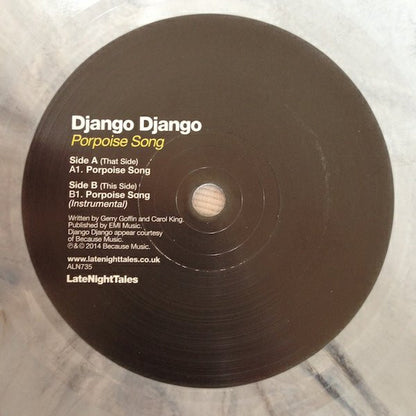 Django Django
Porpoise Song
Side A (That Side)
A1. Porpoise Song
Side B (This Side)
B1. Porpoise Song
(Instrumental)
Written by Gerry Goffin and Carol King.
Published by EMI Music.
Django Django appear courtesy
of Because Music.
℗&© 2014 Because Music.
www.latenighttales.co.uk
ALN735
LateNightTales